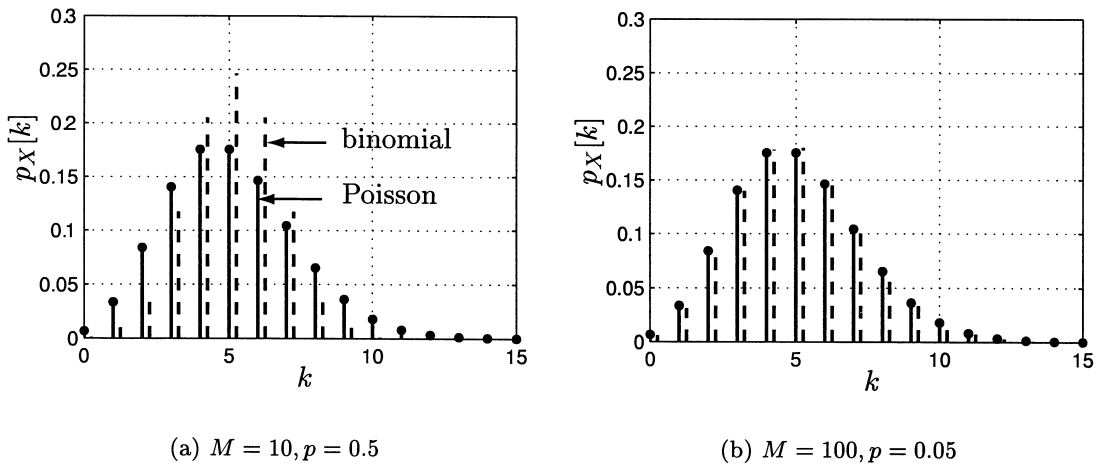 0.3
0.25
0.2
0.15
0.1
0.05
0
p_X[k]
binomial
Poisson
0 5 10 15
k
(a) M = 10, p = 0.5
0.3
0.25
0.2
0.15
0.1
0.05
0
p_X[k]
0 5 10 15
k
(b) M = 100, p = 0.05